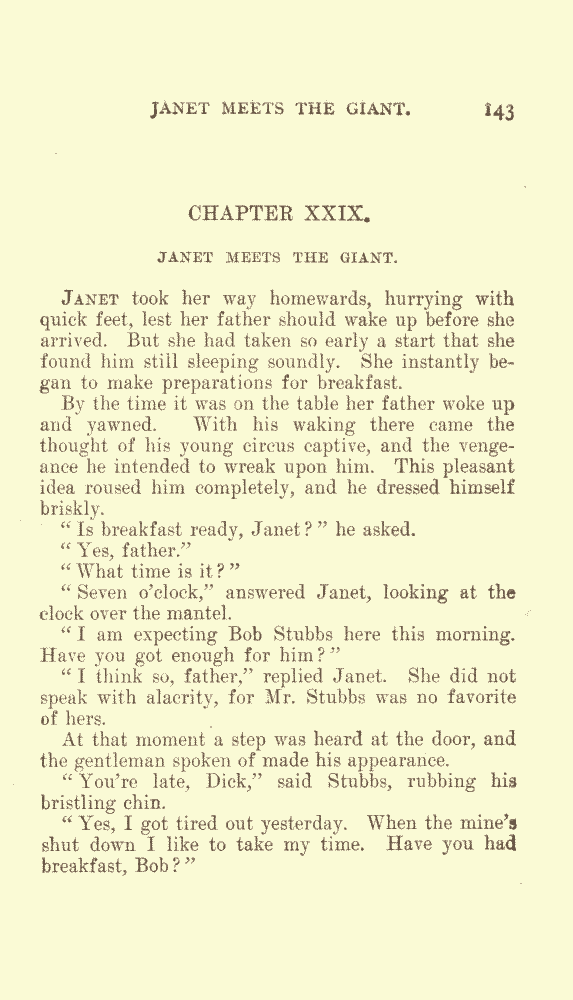 JANET MEETS THE GIANT. 143
CHAPTER XXIX.
JANET MEETS THE GIANT.
JANET took her way homewards, hurrying with
quick feet, lest her father should wake up before she
arrived. But she had taken so early a start that she
found him still sleeping soundly. She instantly be-
gan to make preparations for breakfast.
By the time it was on the table her father woke up
and yawned. With his waking there came the
thought of his young circus captive, and the venge-
ance he intended to wreak upon him. This pleasant
idea roused him completely, and he dressed himself
briskly.
“Is breakfast ready, Janet?” he asked.
“Yes, father.”
“What time is it?”
“Seven o’clock,” answered Janet, looking at the
clock over the mantel.
“I am expecting Bob Stubbs here this morning.
Have you got enough for him?”
“I think so, father,” replied Janet. She did not
speak with alacrity, for Mr. Stubbs was no favorite
of hers.
At that moment a step was heard at the door, and
the gentleman spoken of made his appearance.
“You’re late, Dick,” said Stubbs, rubbing his
bristling chin.
“Yes, I got tired out yesterday. When the mine’s
shut down I like to take my time. Have you had
breakfast, Bob?”